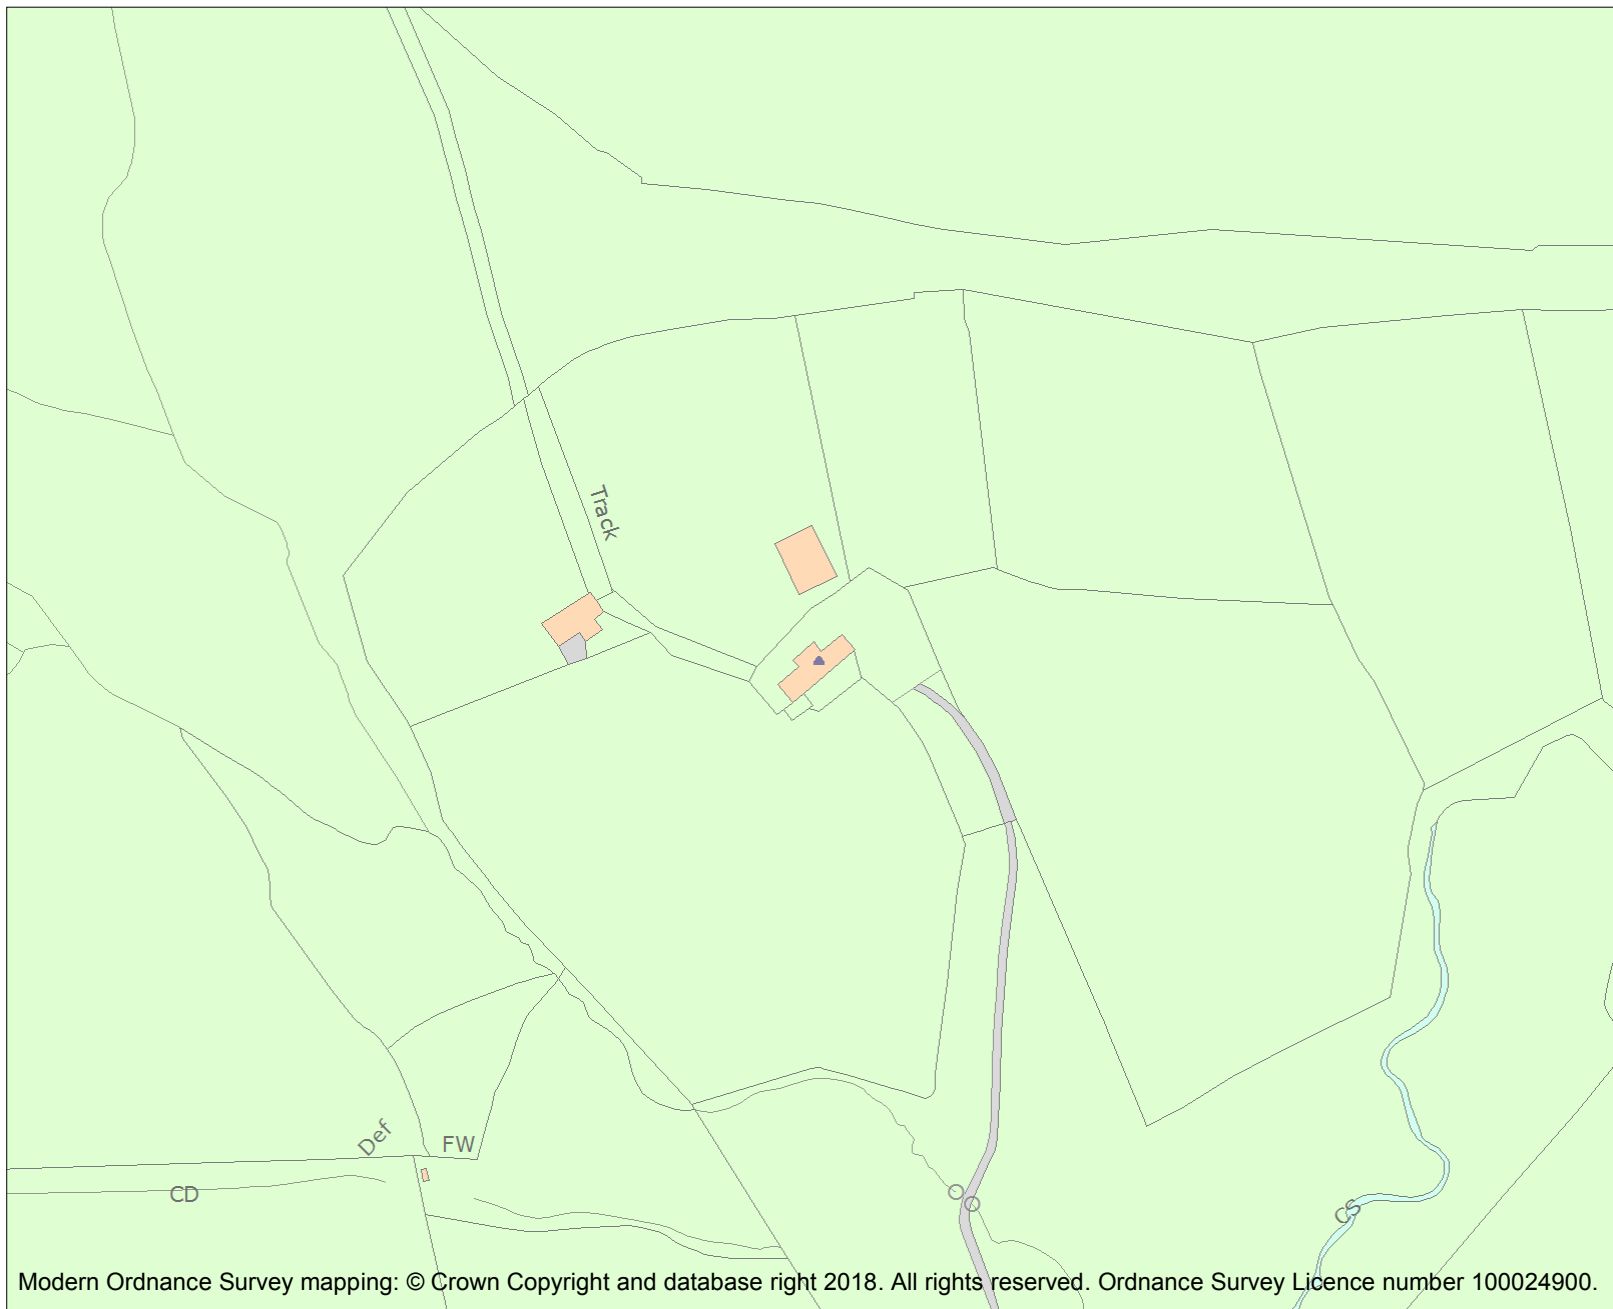 Track
Def
FW
CD
CS
Modern Ordnance Survey mapping: © Crown Copyright and database right 2018. All rights reserved. Ordnance Survey Licence number 100024900.